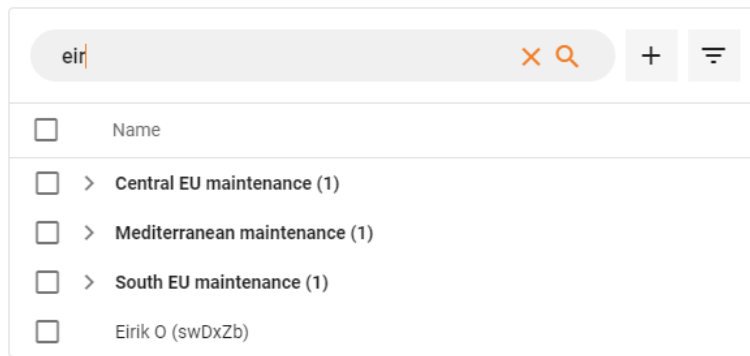 eir
Name
Central EU maintenance (1)
Mediterranean maintenance (1)
South EU maintenance (1)
Eirik O (swDxZb)